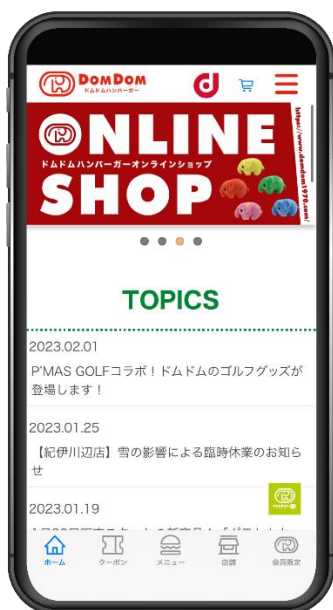 DOMDOM
ドムドムハンバーガー
d
ONLINE
ドムドムハンバーガーオンラインショップ
SHOP
https://www.domdom1970.com/
TOPICS
2023.02.01
P'MAS GOLFコラボ！ドムドムのゴルフグッズが
登場します！
2023.01.25
【紀伊川辺店】雪の影響による臨時休業のお知ら
せ
2023.01.19
ホーム
クーポン
メニュー
店舗
会員限定